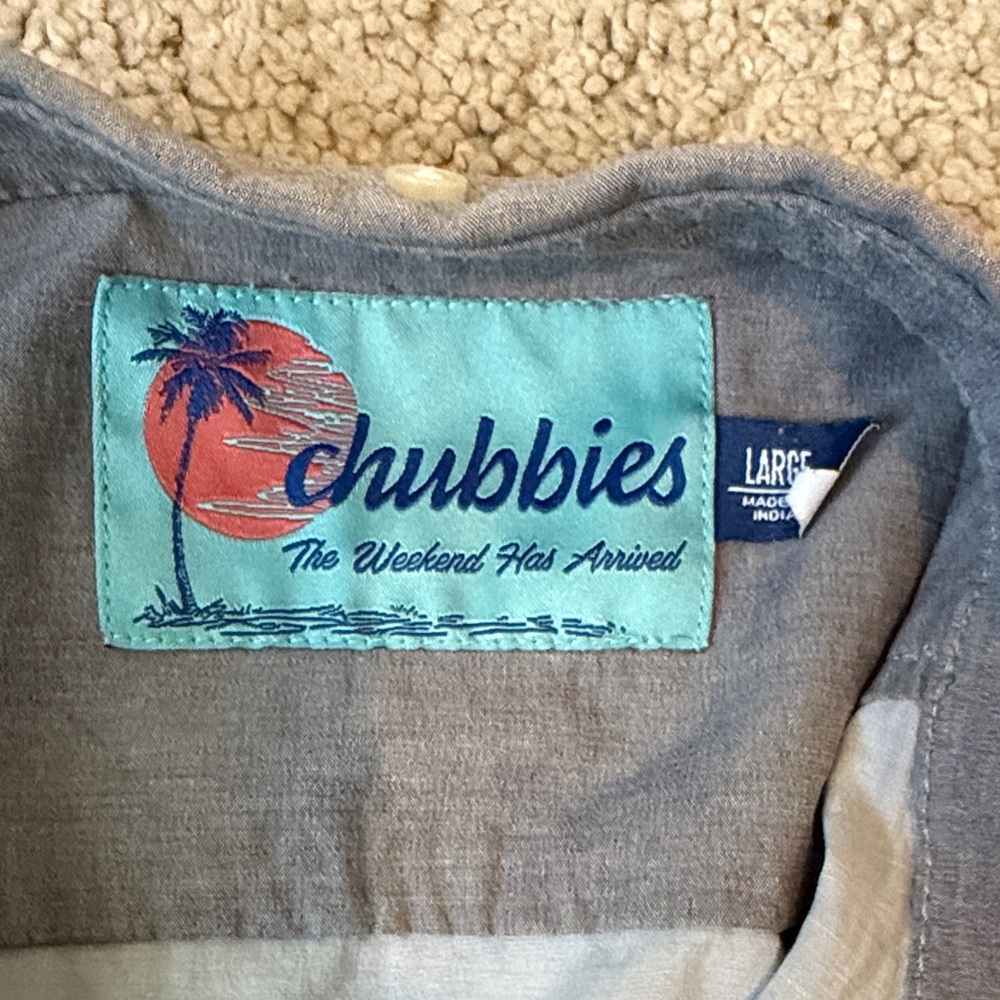 chubbies
The Weekend Has Arrived
LARGE
MADE
INDIA